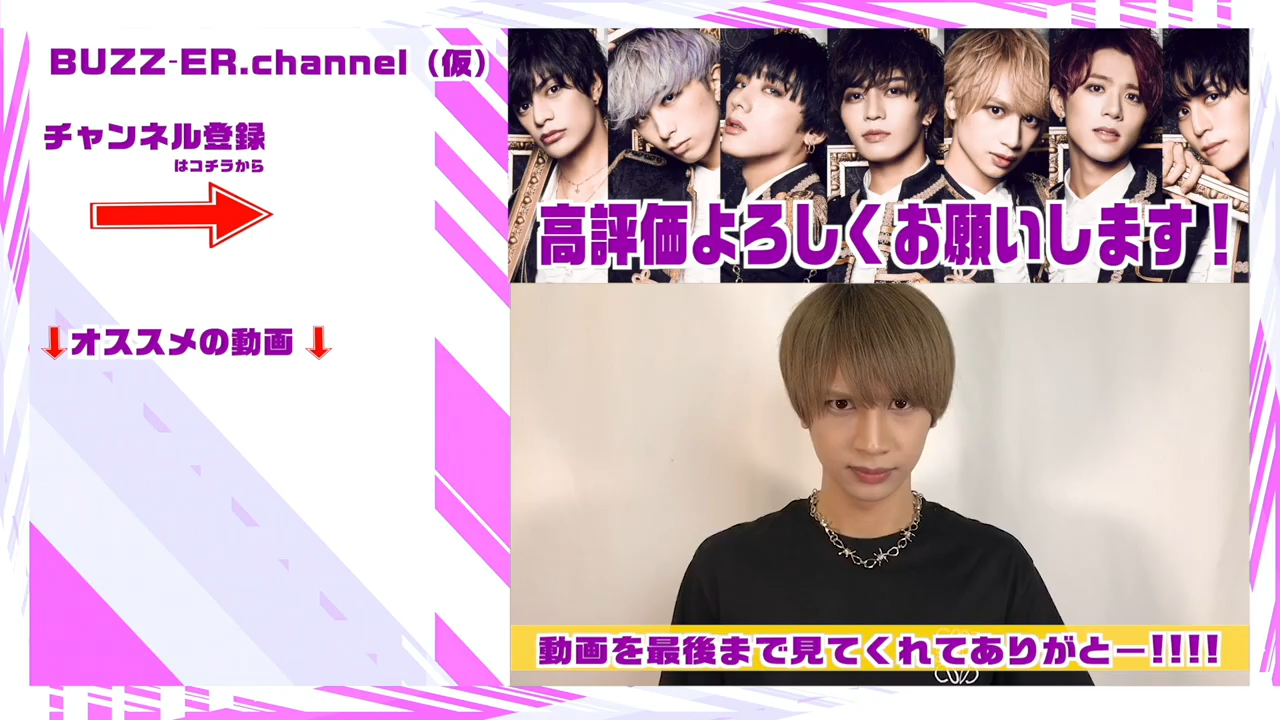 BUZZ-ER.channel（仮）
チャンネル登録
はコチラから
オススメの動画
高評価よろしくお願いします！
動画を最後まで見てくれてありがとー!!!!